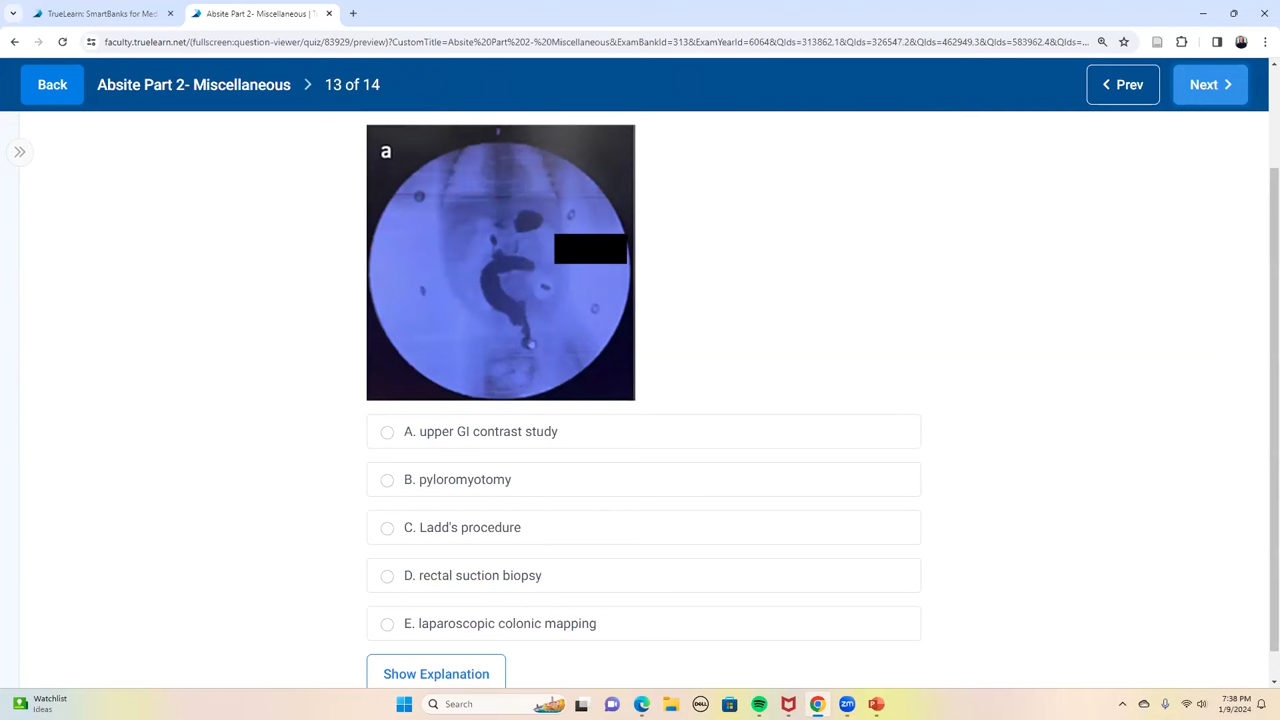 TrueLearn: SmartBanks for Med
Absite Part 2- Miscellaneous | T
faculty.truelearn.net/(fullscreen:question-viewer/quiz/83929/preview)?CustomTitle=Absite%20Part%202-%20Miscellaneous&ExamBankId=313&ExamYearId=6064&QIds=313862.1&QIds=326547.2&QIds=462949.3&QIds=583962.4&QIds=...
Back
Absite Part 2- Miscellaneous > 13 of 14
Prev
Next
a
A. upper GI contrast study
B. pyloromyotomy
C. Ladd's procedure
D. rectal suction biopsy
E. laparoscopic colonic mapping
Show Explanation
Watchlist
Ideas
Search
DELL
zm
7:38 PM
1/9/2024